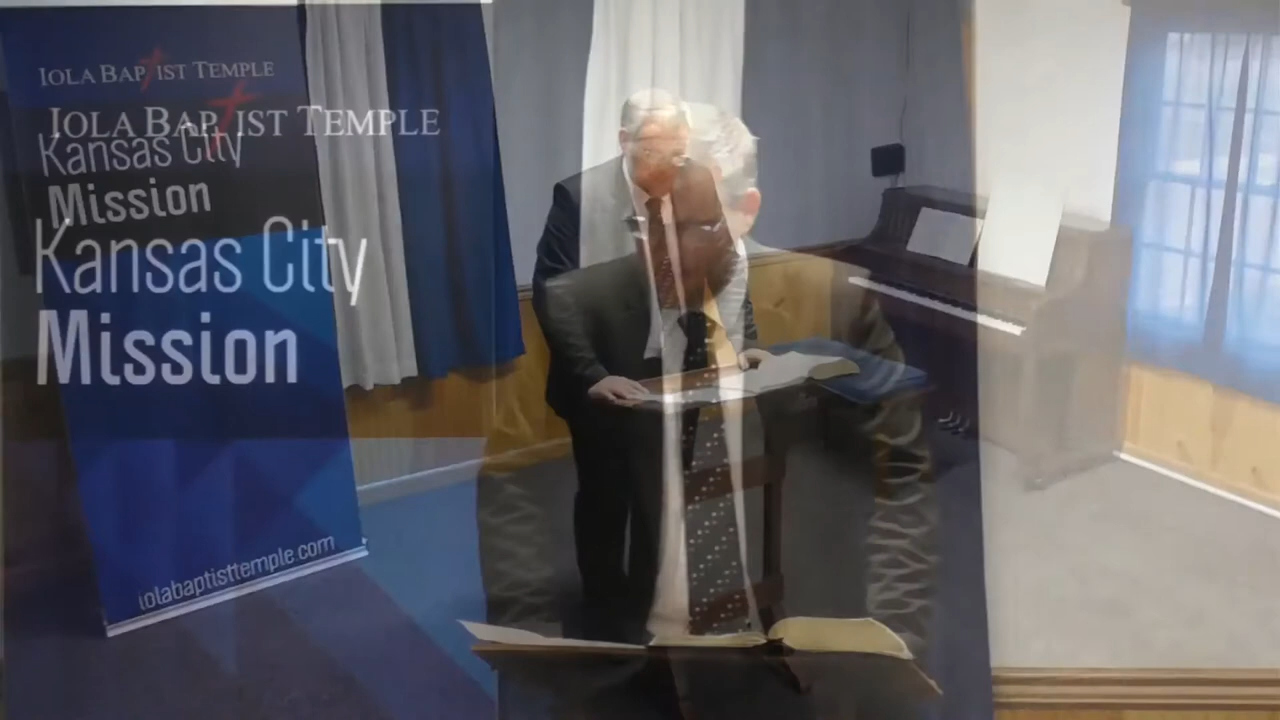 Iola Baptist Temple
Iola Baptist Temple
Kansas City
Mission
Kansas City
Mission
iolabaptisttemple.com